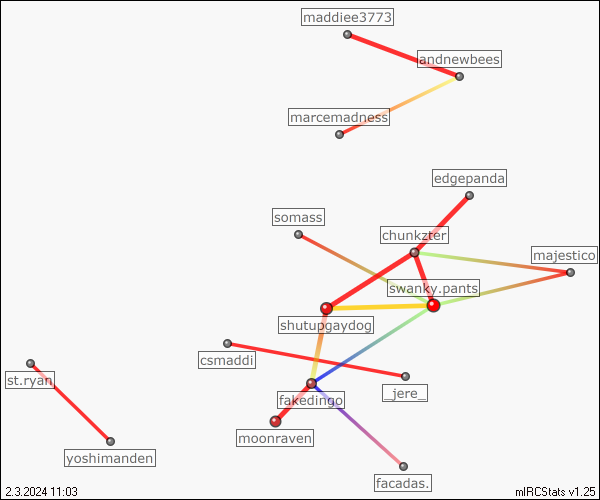 maddiee3773
andnewbees
marcemadness
edgepanda
somass
chunkzter
majestico
swanky.pants
shutupgaydog
csmaddi
st.ryan
_jere_
fakedingo
moonraven
yoshimanden
facadas.
2.3.2024 11:03
mIRCStats v1.25